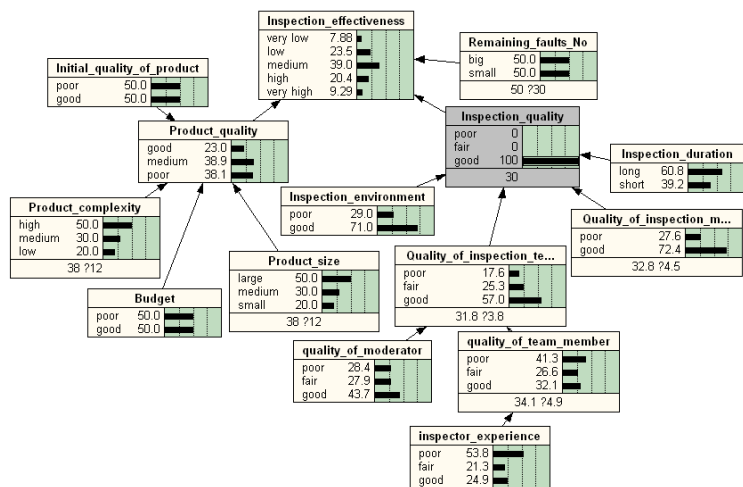 Inspection_effectiveness
very low 7.88
low 23.5
medium 39.0
high 20.4
very high 9.29
Remaining_faults_No
big 50.0
small 50.0
50 ?30
Initial_quality_of_product
poor 50.0
good 50.0
Inspection_quality
poor 0
fair 0
good 100
30
Product_quality
good 23.0
medium 38.9
poor 38.1
Inspection_duration
long 60.8
short 39.2
Inspection_environment
poor 29.0
good 71.0
Product_complexity
high 50.0
medium 30.0
low 20.0
38 ?12
Quality_of_inspection_m...
poor 27.6
good 72.4
32.8 ?4.5
Product_size
large 50.0
medium 30.0
small 20.0
38 ?12
Quality_of_inspection_te...
poor 17.6
fair 25.3
good 57.0
31.8 ?3.8
Budget
poor 50.0
good 50.0
quality_of_moderator
poor 28.4
fair 27.9
good 43.7
quality_of_team_member
poor 41.3
fair 26.6
good 32.1
34.1 ?4.9
inspector_experience
poor 53.8
fair 21.3
good 24.9